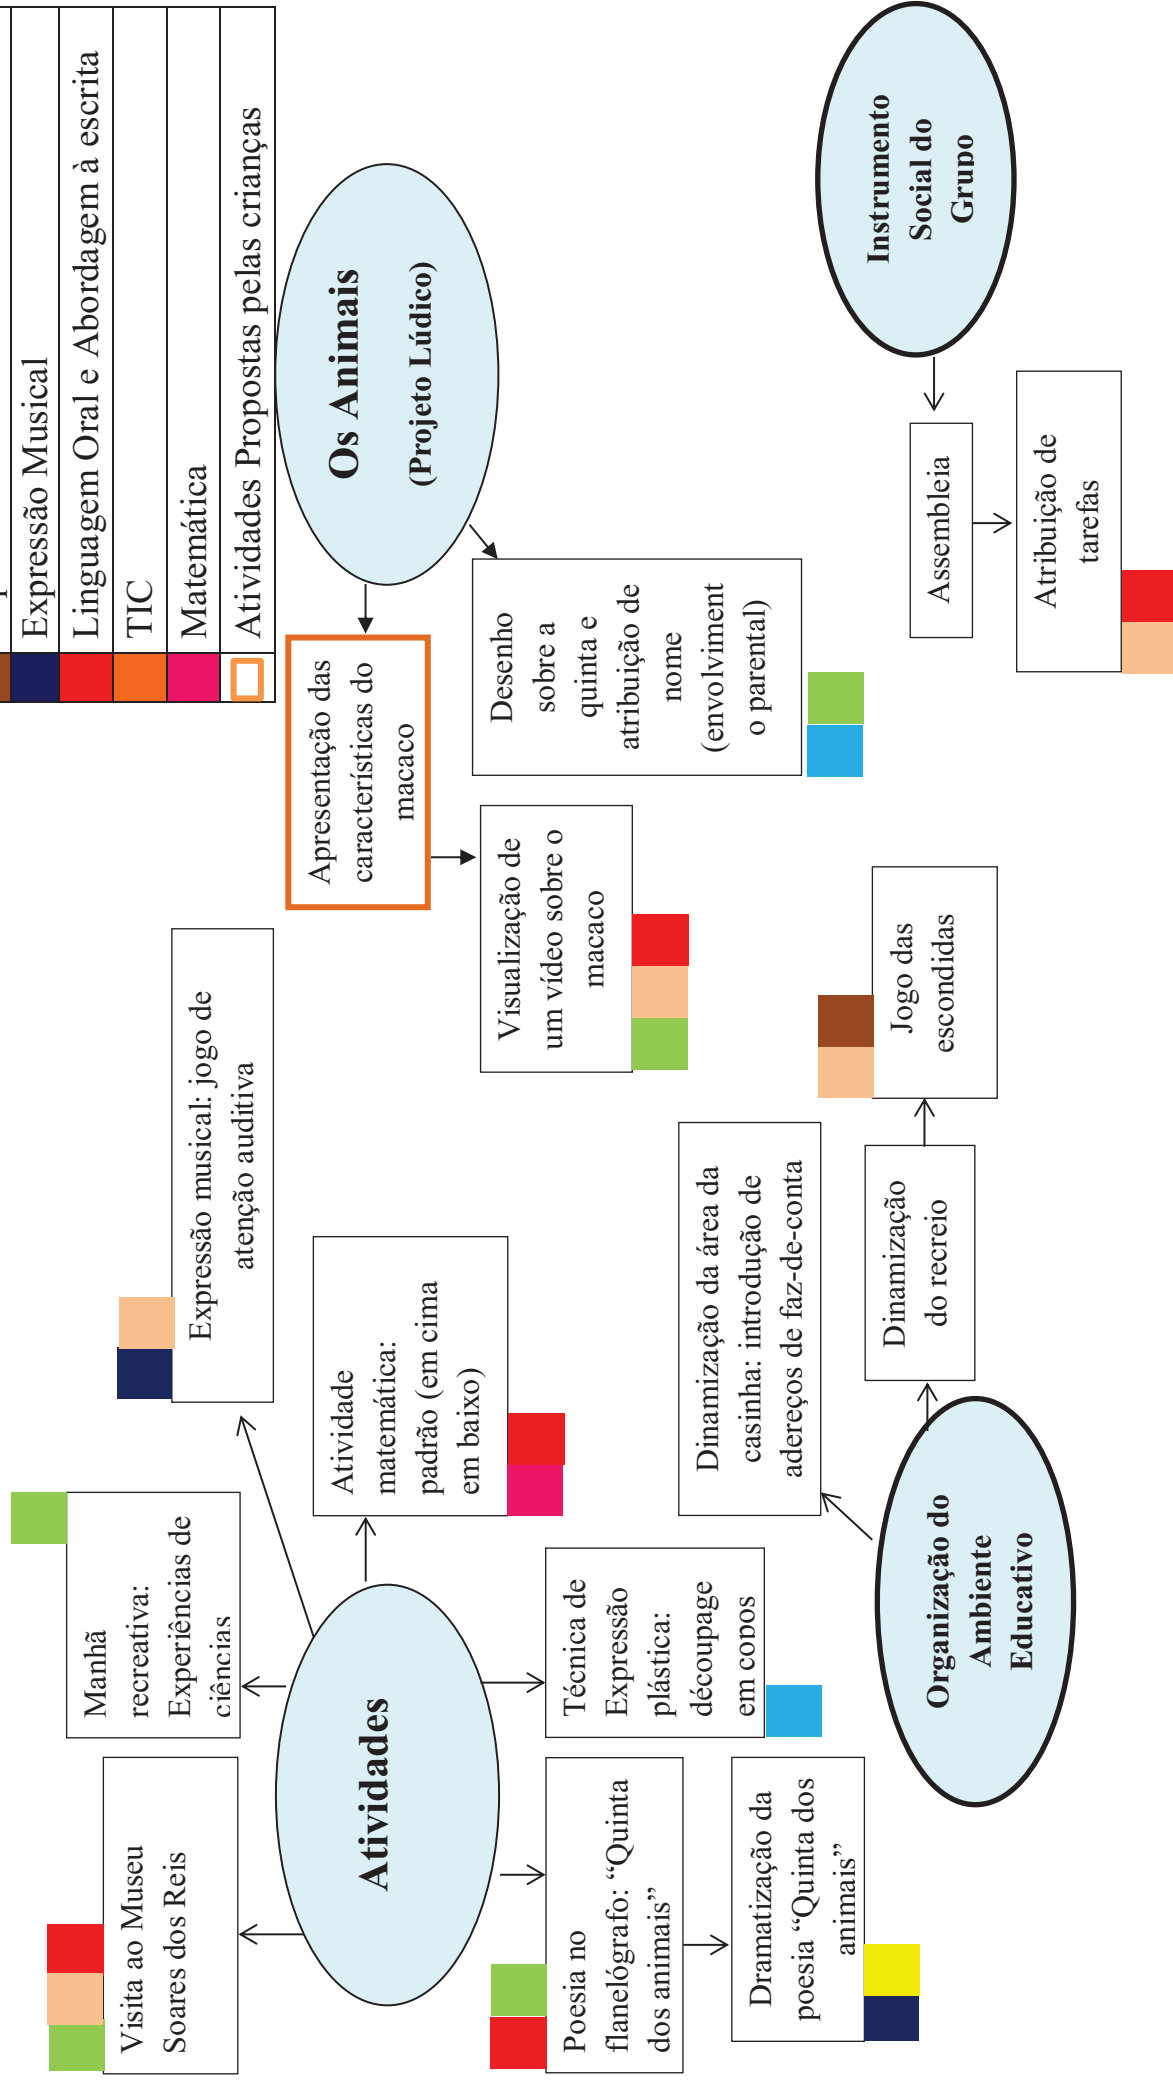 Expressão Musical
Linguagem Oral e Abordagem à escrita
TIC
Matemática
Atividades Propostas pelas crianças
Visita ao Museu
Soares dos Reis
Manhã
recreativa:
Experiências de
ciências
Expressão musical: jogo de
atenção auditiva
Atividades
Atividade
matemática:
padrão (em cima
em baixo)
Poesia no
flanelógrafo: “Quinta
dos animais”
Técnica de
Expressão
plástica:
découpage
em copos
Dramatização da
poesia “Quinta dos
animais”
Os Animais
(Projeto Lúdico)
Apresentação das
características do
macaco
Visualização de
um vídeo sobre o
macaco
Desenho
sobre a
quinta e
atribuição de
nome
(envolviment
o parental)
Organização do
Ambiente
Educativo
Dinamização da área da
casinha: introdução de
adereços de faz-de-conta
Dinamização
do recreio
Jogo das
escondidas
Instrumento
Social do
Grupo
Assembleia
Atribuição de
tarefas